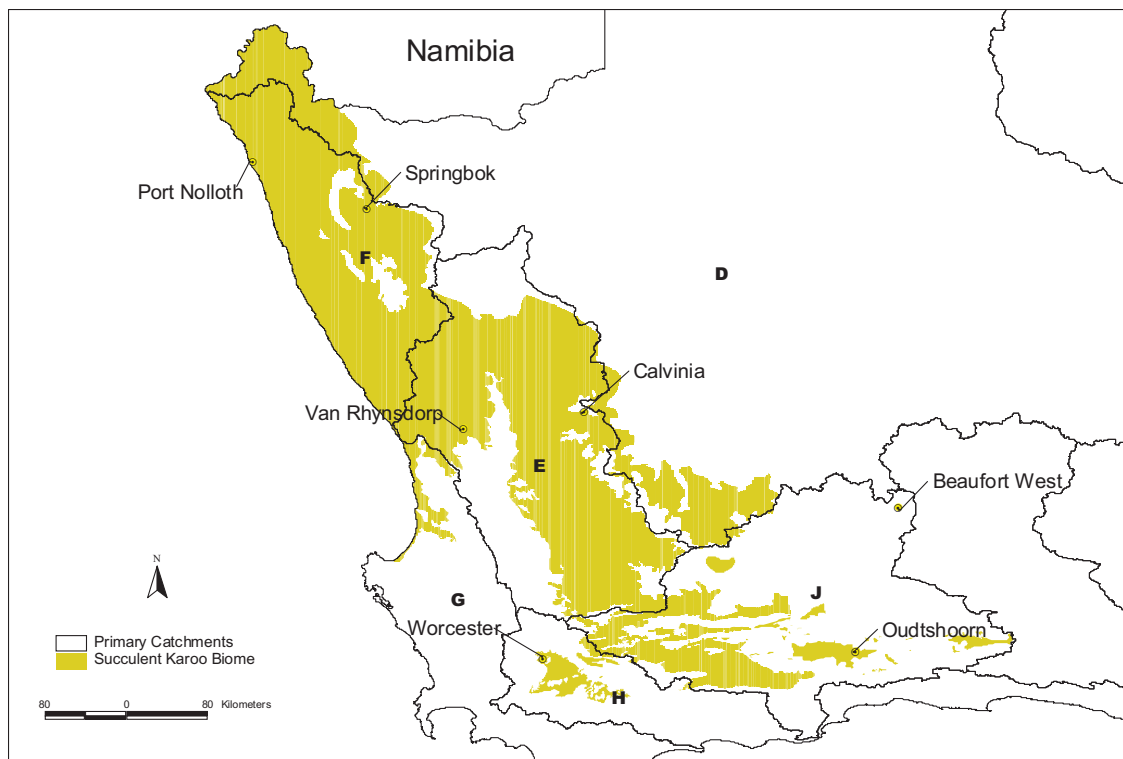 Namibia
Springbok
Port Nolloth
F
D
Calvinia
Van Rhynsdorp
E
Beaufort West
N
G
J
Worcester
Oudtshoorn
Primary Catchments
Succulent Karoo Biome
H
80 0 80 Kilometers